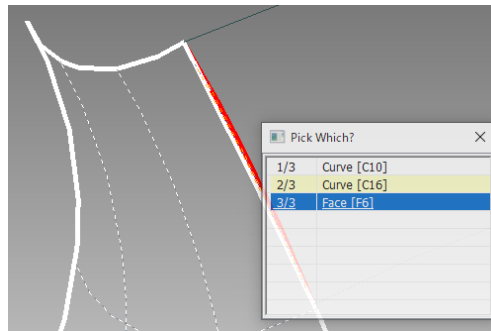 Pick Which?
1/3 Curve [C10]
2/3 Curve [C16]
3/3 Face [F6]